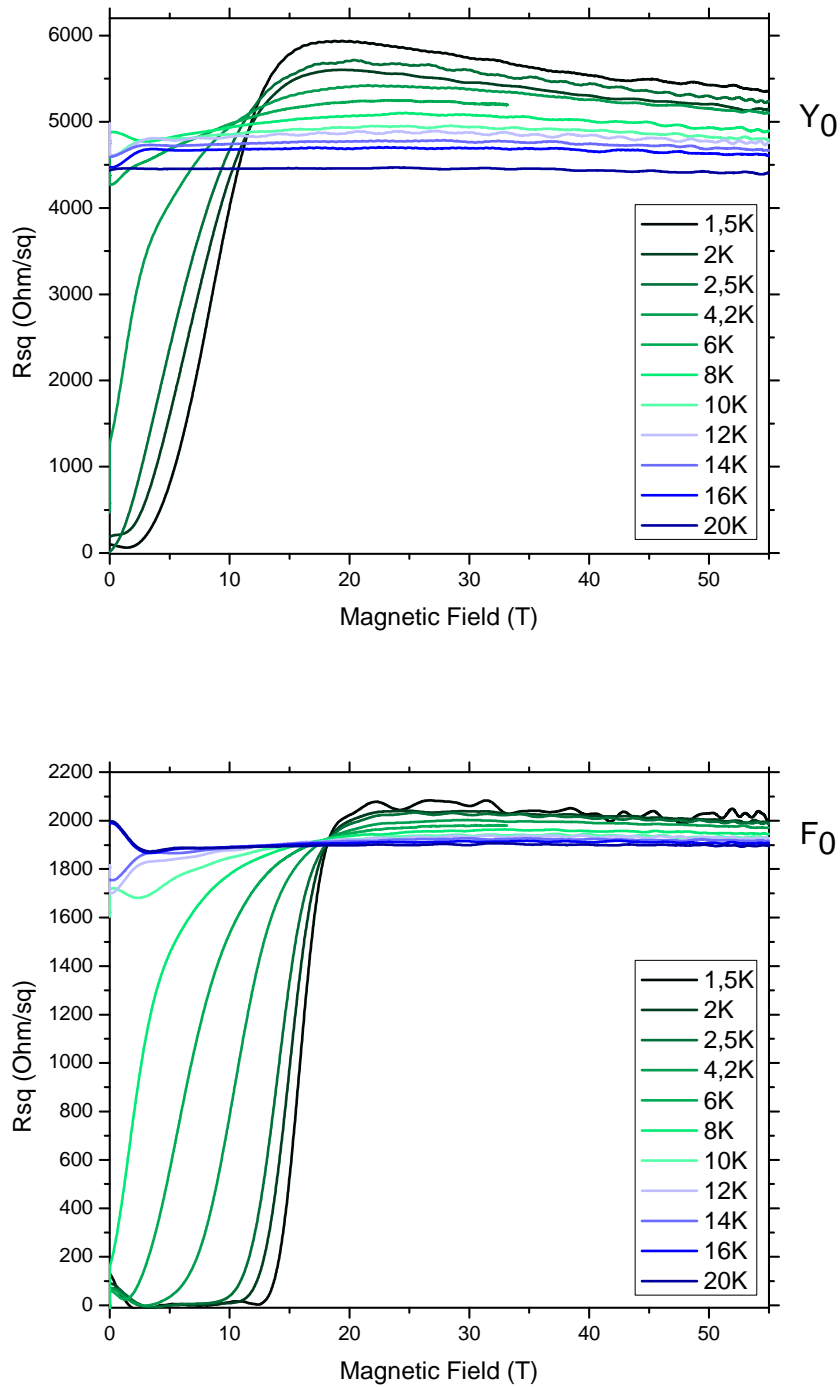 6000
5000
4000
3000
2000
1000
0
Rsq (Ohm/sq)
0 10 20 30 40 50
Magnetic Field (T)
Y0
1,5K
2K
2,5K
4,2K
6K
8K
10K
12K
14K
16K
20K
2200
2000
1800
1600
1400
1200
1000
800
600
400
200
0
Rsq (Ohm/sq)
0 10 20 30 40 50
Magnetic Field (T)
F0
1,5K
2K
2,5K
4,2K
6K
8K
10K
12K
14K
16K
20K